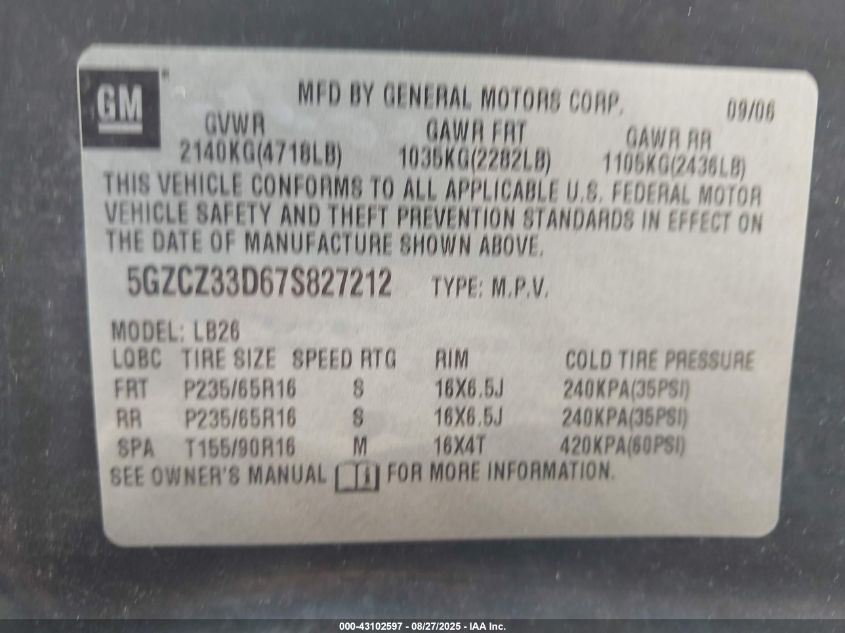 GM
MFD BY GENERAL MOTORS CORP. 09/06
GVWR GAWR FRT GAWR RR
2140KG(4718LB) 1035KG(2282LB) 1105KG(2436LB)
THIS VEHICLE CONFORMS TO ALL APPLICABLE U.S. FEDERAL MOTOR
VEHICLE SAFETY AND THEFT PREVENTION STANDARDS IN EFFECT ON
THE DATE OF MANUFACTURE SHOWN ABOVE.
5GZCZ33D67S827212 TYPE: M.P.V.
MODEL: LB26
LOBC TIRE SIZE SPEED RTG RIM COLD TIRE PRESSURE
FRT P235/65R16 S 16X6.5J 240KPA(35PSI)
RR P235/65R16 S 16X6.5J 240KPA(35PSI)
SPA T155/90R16 M 16X4T 420KPA(60PSI)
SEE OWNER'S MANUAL FOR MORE INFORMATION.
000-43102597 - 08/27/2025 - IAA Inc.